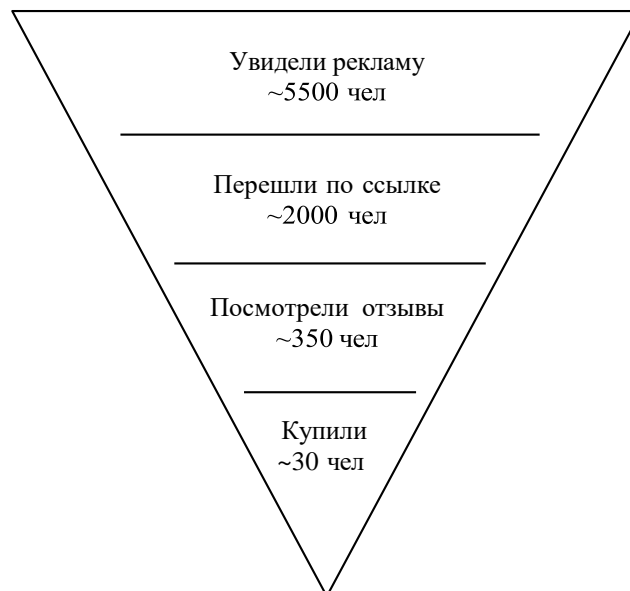 Увидели рекламу
~5500 чел
Перешли по ссылке
~2000 чел
Посмотрели отзывы
~350 чел
Купили
~30 чел